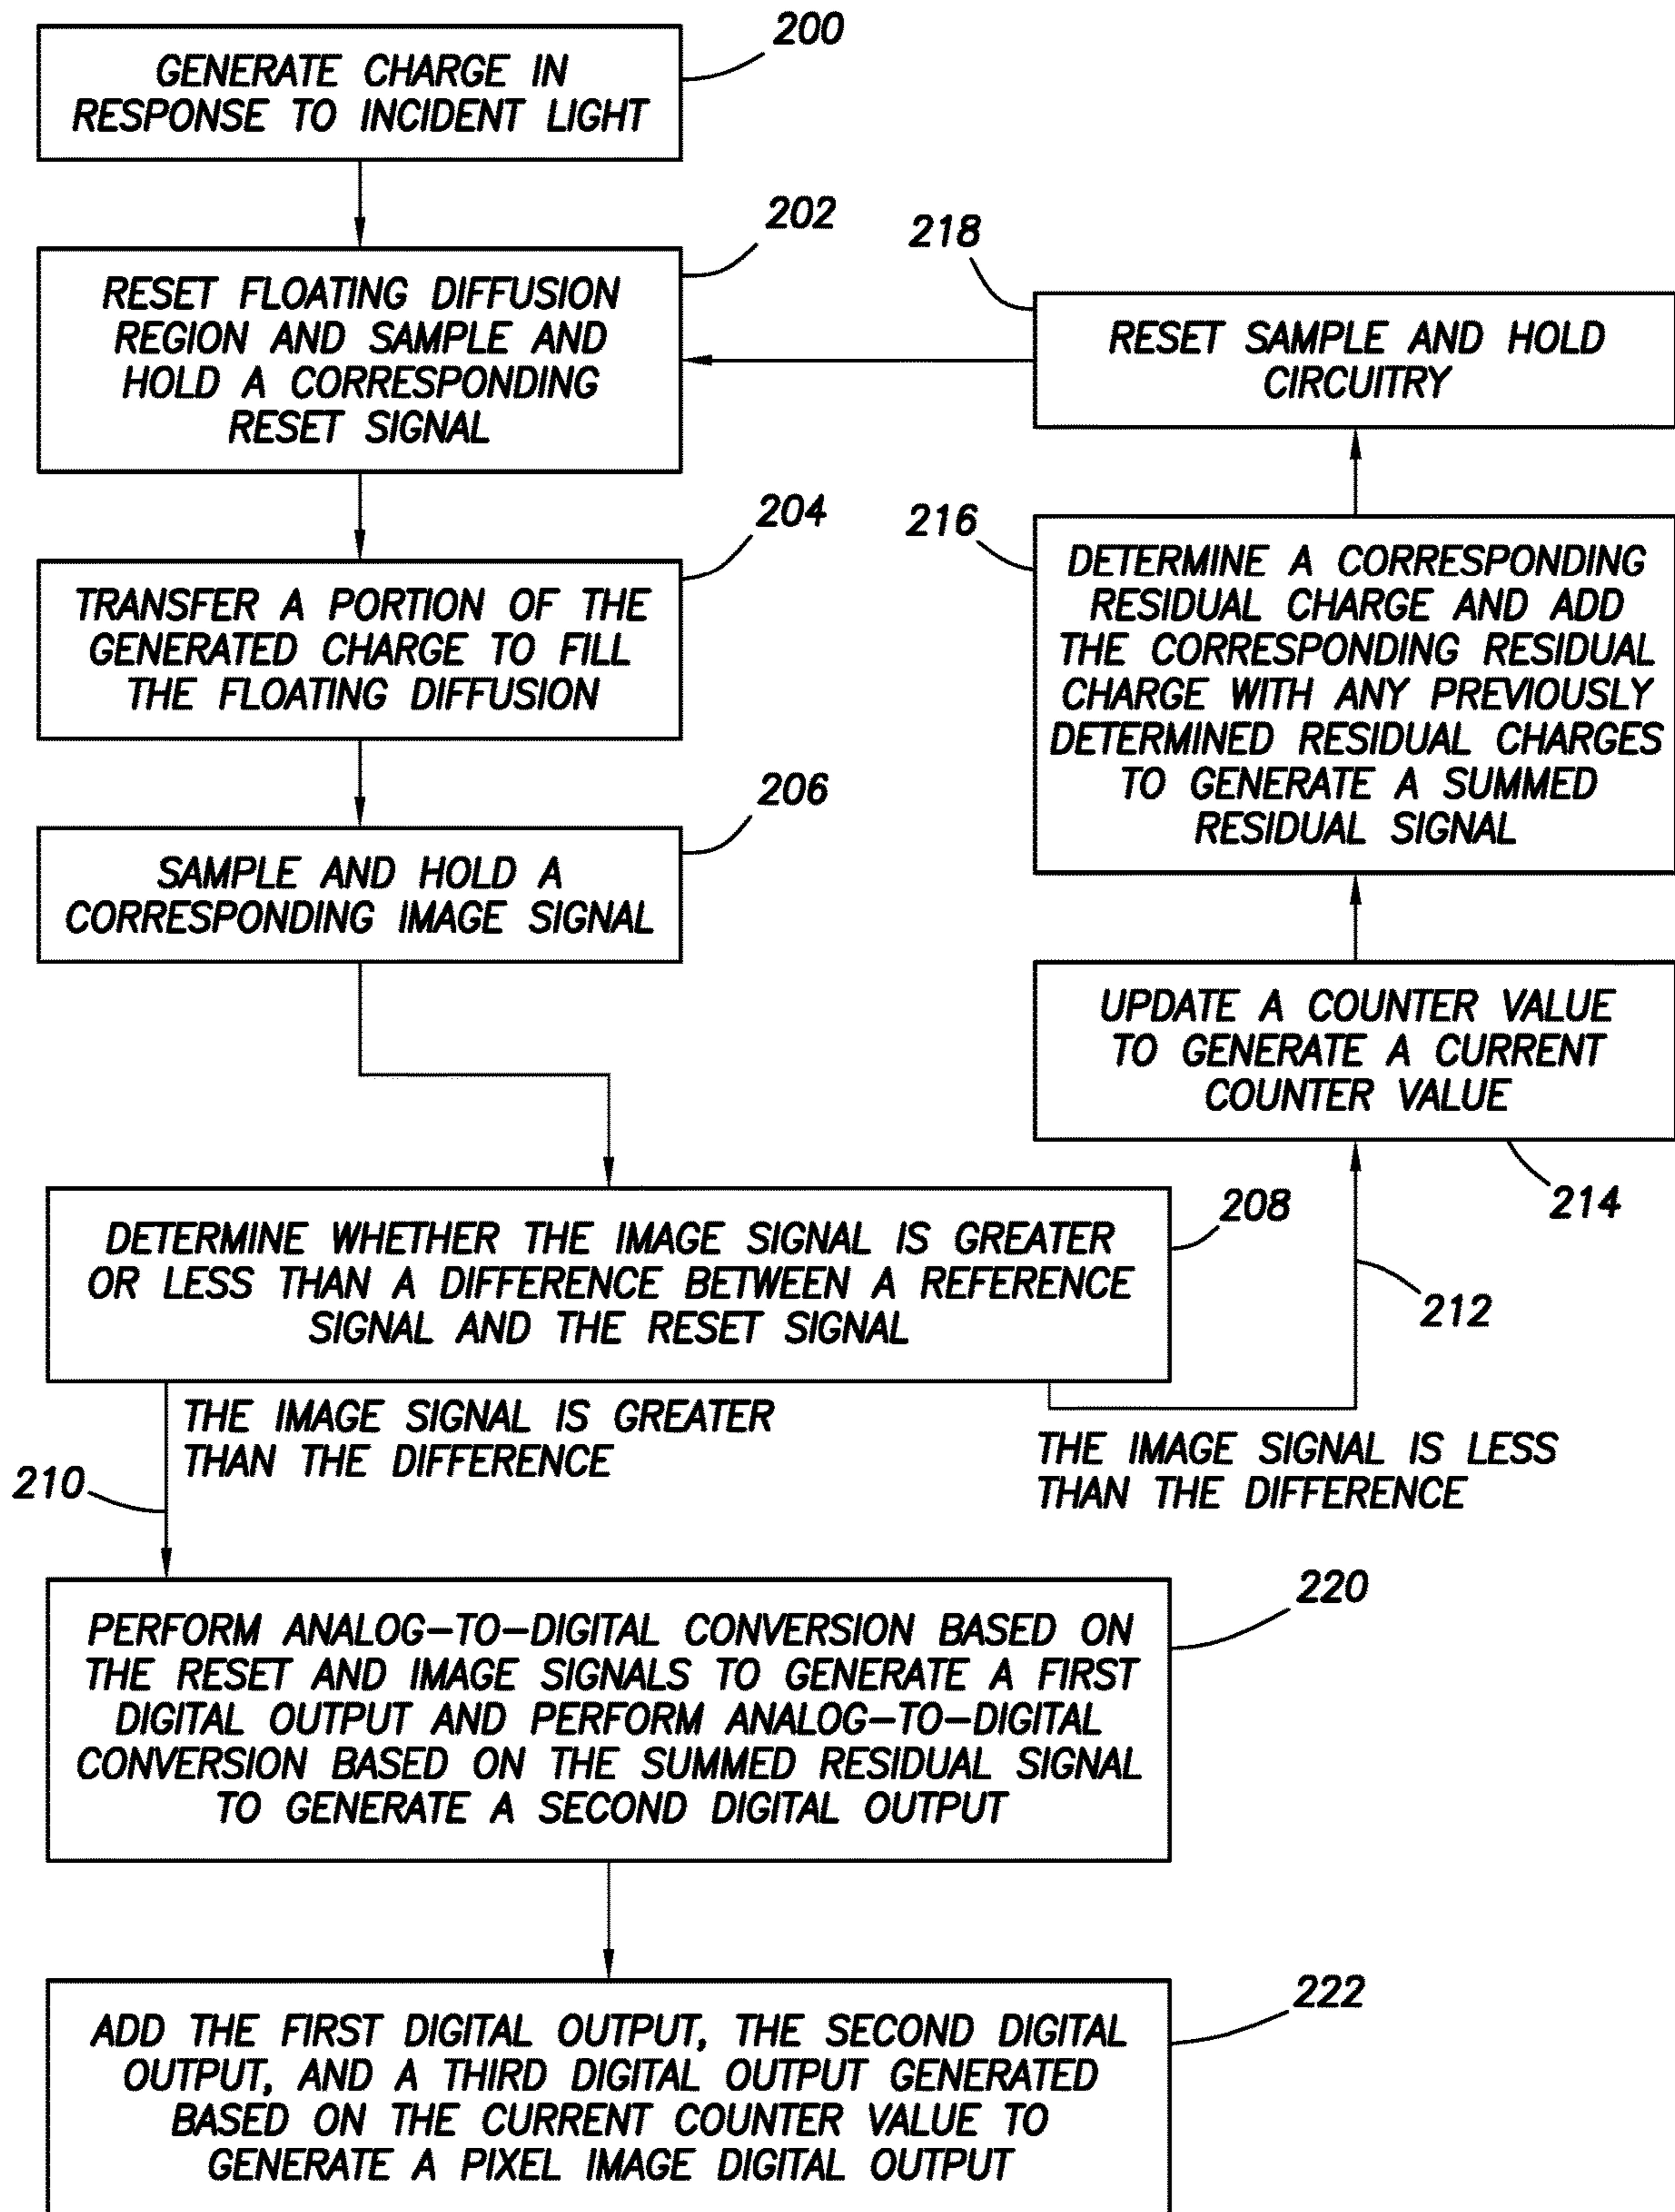 200
GENERATE CHARGE IN
RESPONSE TO INCIDENT LIGHT
202
RESET FLOATING DIFFUSION
REGION AND SAMPLE AND
HOLD A CORRESPONDING
RESET SIGNAL
204
TRANSFER A PORTION OF THE
GENERATED CHARGE TO FILL
THE FLOATING DIFFUSION
206
SAMPLE AND HOLD A
CORRESPONDING IMAGE SIGNAL
218
RESET SAMPLE AND HOLD
CIRCUITRY
216
DETERMINE A CORRESPONDING
RESIDUAL CHARGE AND ADD
THE CORRESPONDING RESIDUAL
CHARGE WITH ANY PREVIOUSLY
DETERMINED RESIDUAL CHARGES
TO GENERATE A SUMMED
RESIDUAL SIGNAL
UPDATE A COUNTER VALUE
TO GENERATE A CURRENT
COUNTER VALUE
214
208
DETERMINE WHETHER THE IMAGE SIGNAL IS GREATER
OR LESS THAN A DIFFERENCE BETWEEN A REFERENCE
SIGNAL AND THE RESET SIGNAL
212
THE IMAGE SIGNAL IS GREATER
THAN THE DIFFERENCE
210
THE IMAGE SIGNAL IS LESS
THAN THE DIFFERENCE
220
PERFORM ANALOG-TO-DIGITAL CONVERSION BASED ON
THE RESET AND IMAGE SIGNALS TO GENERATE A FIRST
DIGITAL OUTPUT AND PERFORM ANALOG-TO-DIGITAL
CONVERSION BASED ON THE SUMMED RESIDUAL SIGNAL
TO GENERATE A SECOND DIGITAL OUTPUT
222
ADD THE FIRST DIGITAL OUTPUT, THE SECOND DIGITAL
OUTPUT, AND A THIRD DIGITAL OUTPUT GENERATED
BASED ON THE CURRENT COUNTER VALUE TO
GENERATE A PIXEL IMAGE DIGITAL OUTPUT